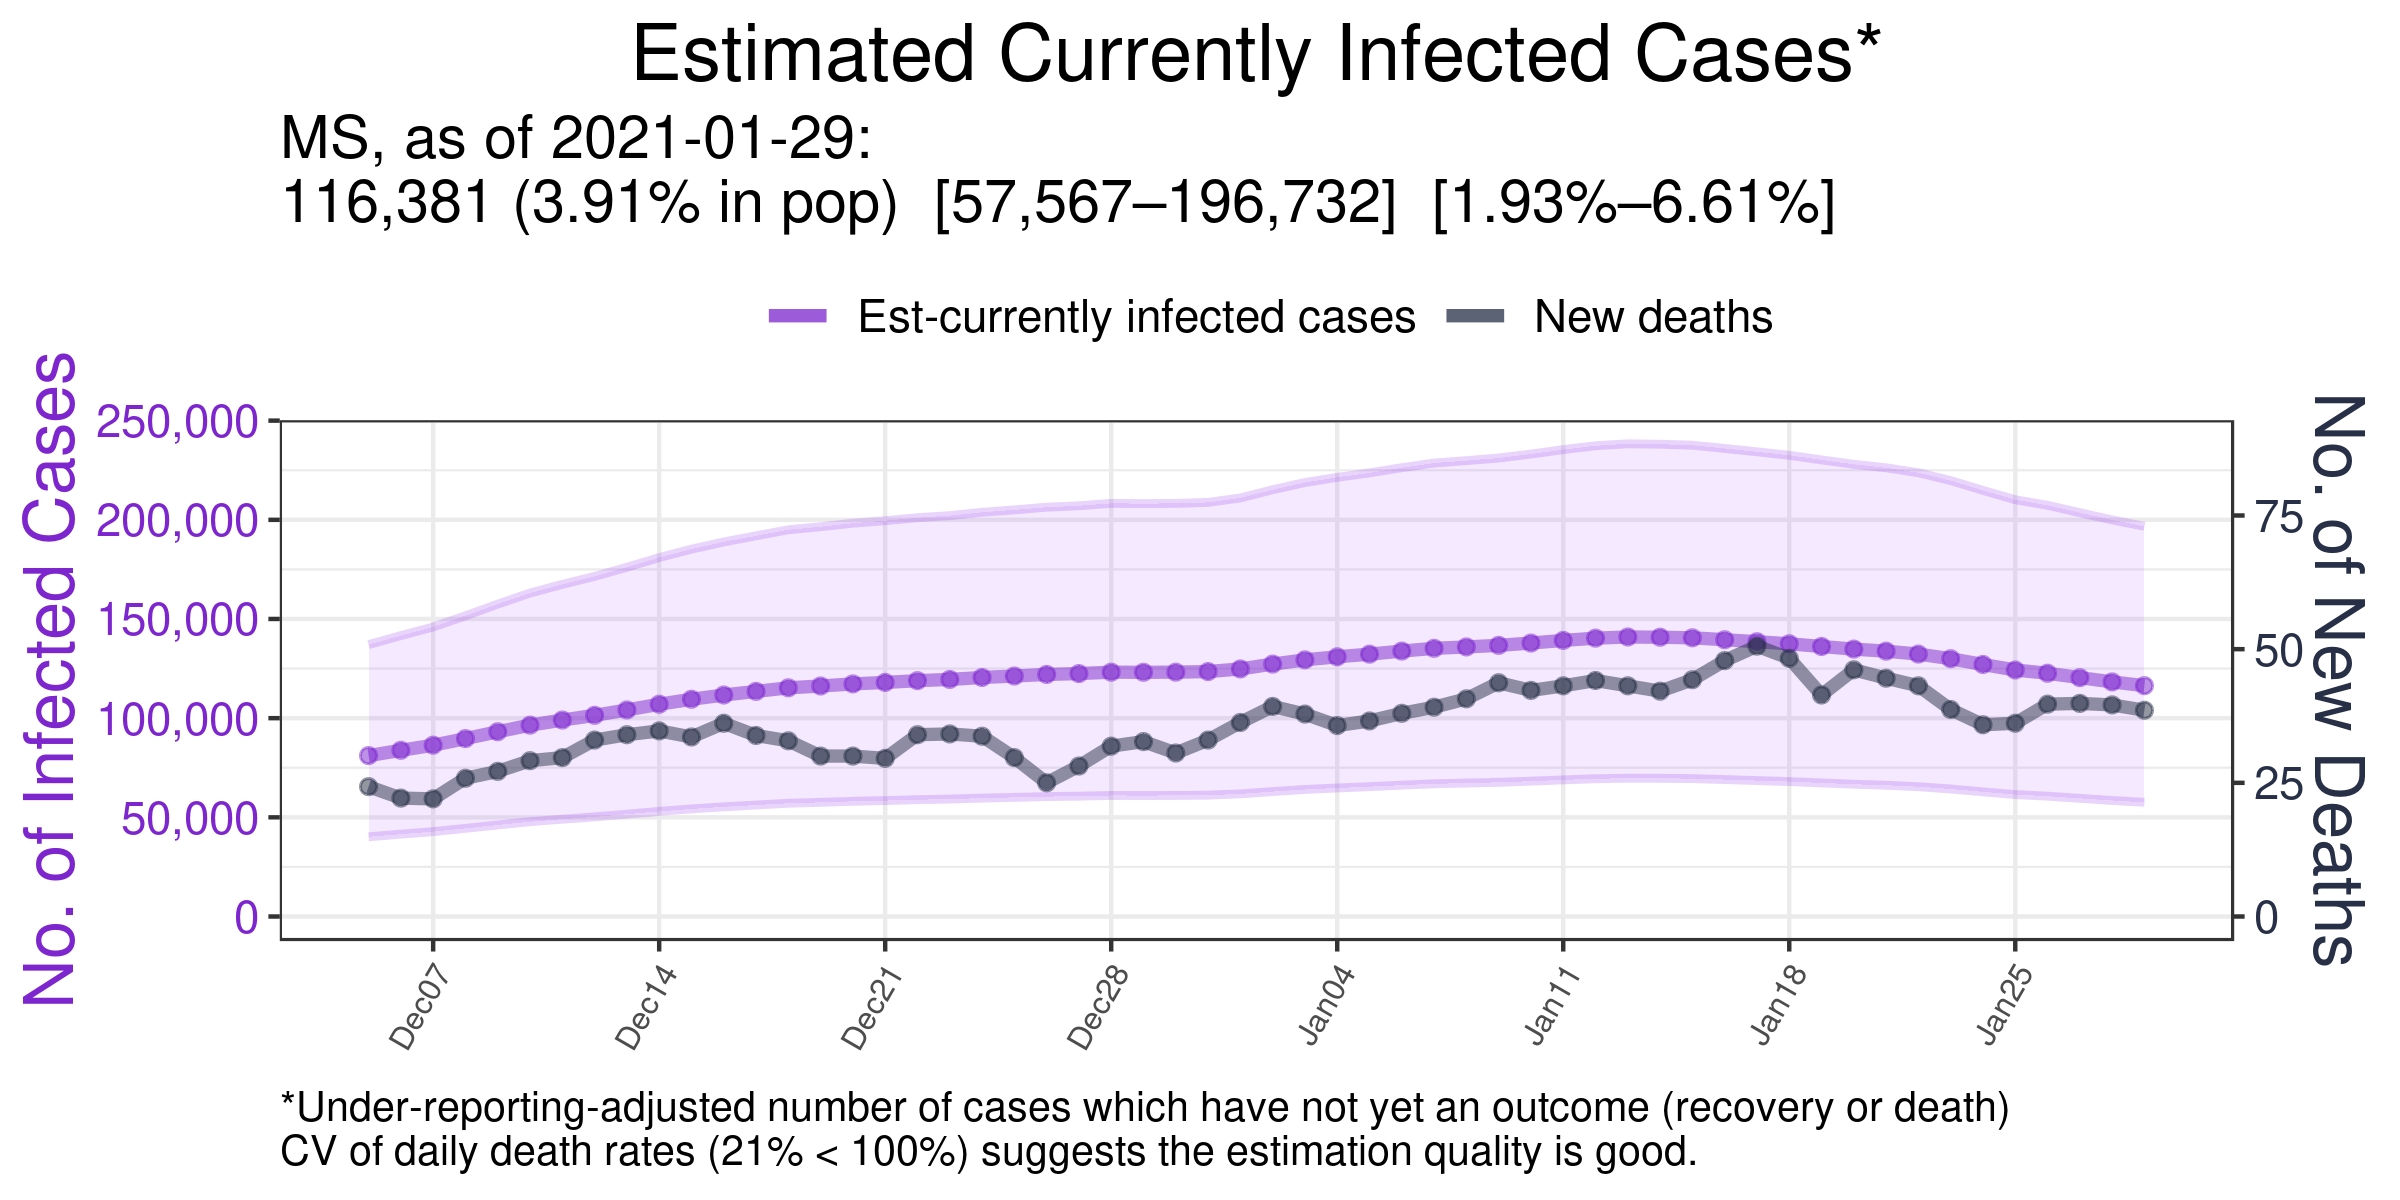 Estimated Currently Infected Cases*
MS, as of 2021-01-29:
116,381 (3.91% in pop)  [57,567–196,732]  [1.93%–6.61%]
Est-currently infected cases
New deaths
No. of Infected Cases
250,000
200,000
150,000
100,000
50,000
0
75
50
25
0
No. of New Deaths
Dec07
Dec14
Dec21
Dec28
Jan04
Jan11
Jan18
Jan25
*Under-reporting-adjusted number of cases which have not yet an outcome (recovery or death)
CV of daily death rates (21% < 100%) suggests the estimation quality is good.